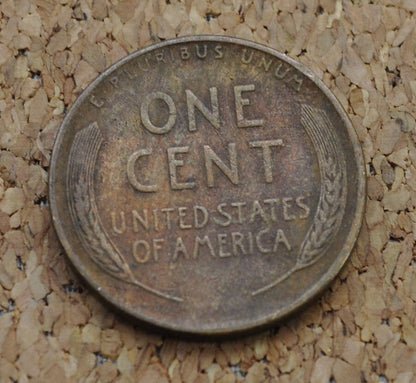 E·PLURIBUS·UNUM
ONE
CENT
UNITED·STATES
OF AMERICA